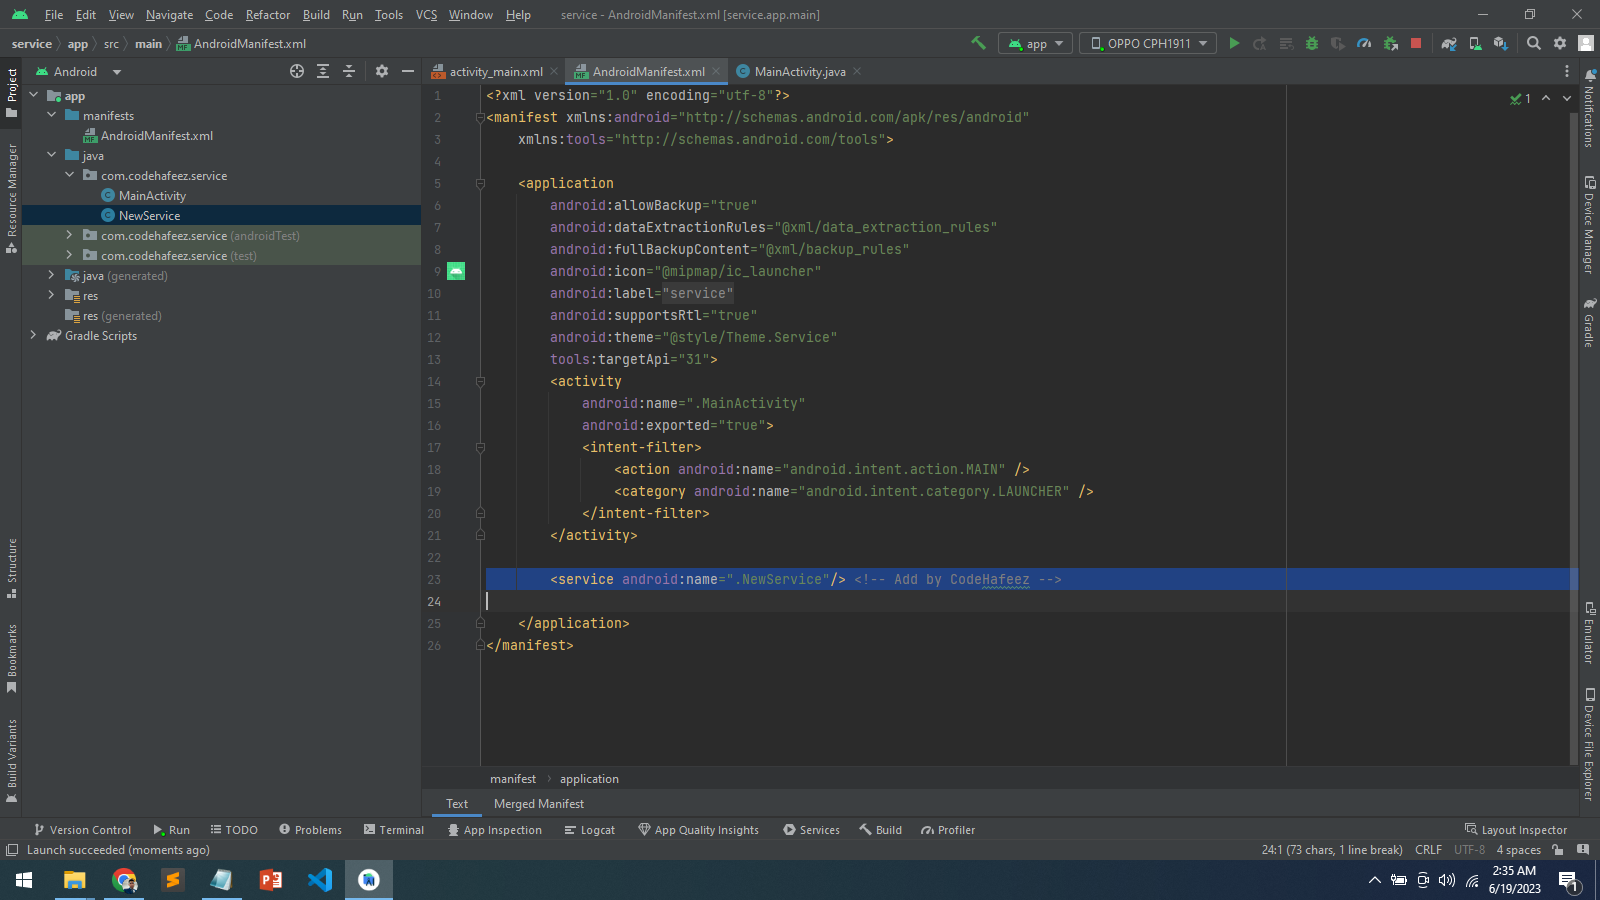 File Edit View Navigate Code Refactor Build Run Tools VCS Window Help service - AndroidManifest.xml [service.app.main]
service app src main AndroidManifest.xml app OPPO CPH1911
Project Android activity_main.xml AndroidManifest.xml MainActivity.java
app
manifests
AndroidManifest.xml
java
com.codehafeez.service
MainActivity
NewService
com.codehafeez.service (androidTest)
com.codehafeez.service (test)
java (generated)
res
res (generated)
Gradle Scripts
Resource Manager
Structure
Bookmarks
Build Variants
1 <?xml version="1.0" encoding="utf-8"?>
2 <manifest xmlns:android="http://schemas.android.com/apk/res/android"
3 xmlns:tools="http://schemas.android.com/tools">
4
5 <application
6 android:allowBackup="true"
7 android:dataExtractionRules="@xml/data_extraction_rules"
8 android:fullBackupContent="@xml/backup_rules"
9 android:icon="@mipmap/ic_launcher"
10 android:label="service"
11 android:supportsRtl="true"
12 android:theme="@style/Theme.Service"
13 tools:targetApi="31">
14 <activity
15 android:name=".MainActivity"
16 android:exported="true">
17 <intent-filter>
18 <action android:name="android.intent.action.MAIN" />
19 <category android:name="android.intent.category.LAUNCHER" />
20 </intent-filter>
21 </activity>
22
23 <service android:name=".NewService"/> <!-- Add by CodeHafeez -->
24
25 </application>
26 </manifest>
1
Notifications
Device Manager
Gradle
Emulator
Device File Explorer
manifest application
Text Merged Manifest
Version Control Run TODO Problems Terminal App Inspection Logcat App Quality Insights Services Build Profiler Layout Inspector
Launch succeeded (moments ago) 24:1 (73 chars, 1 line break) CRLF UTF-8 4 spaces
2:35 AM
6/19/2023
1